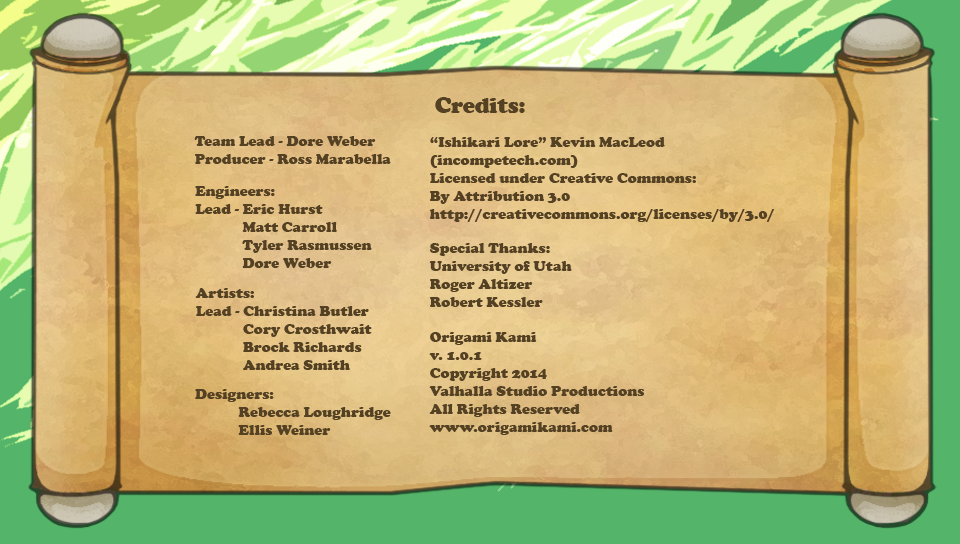 Credits:
Team Lead - Dore Weber
Producer - Ross Marabella
Engineers:
Lead - Eric Hurst
Matt Carroll
Tyler Rasmussen
Dore Weber
Artists:
Lead - Christina Butler
Cory Crosthwait
Brock Richards
Andrea Smith
Designers:
Rebecca Loughridge
Ellis Weiner
“Ishikari Lore” Kevin MacLeod
(incompetech.com)
Licensed under Creative Commons:
By Attribution 3.0
http://creativecommons.org/licenses/by/3.0/
Special Thanks:
University of Utah
Roger Altizer
Robert Kessler
Origami Kami
v. 1.0.1
Copyright 2014
Valhalla Studio Productions
All Rights Reserved
www.origamikami.com